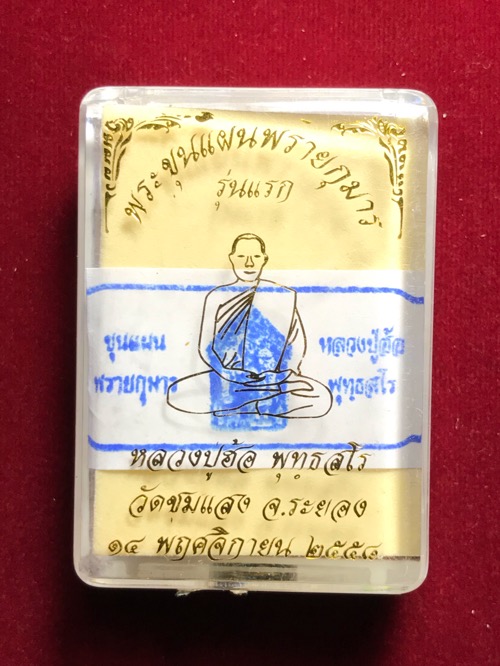 พระขุนแผนพรายกุมาร
รุ่นแรก
ขุนแผน
พรายกุมาร
หลวงปู่ฮ้อ
พุทฺธสโร
หลวงปู่ฮ้อ พุทฺธสโร
วัดชุมแสง จ.ระยอง
๑๔ พฤศจิกายน ๒๕๕๔